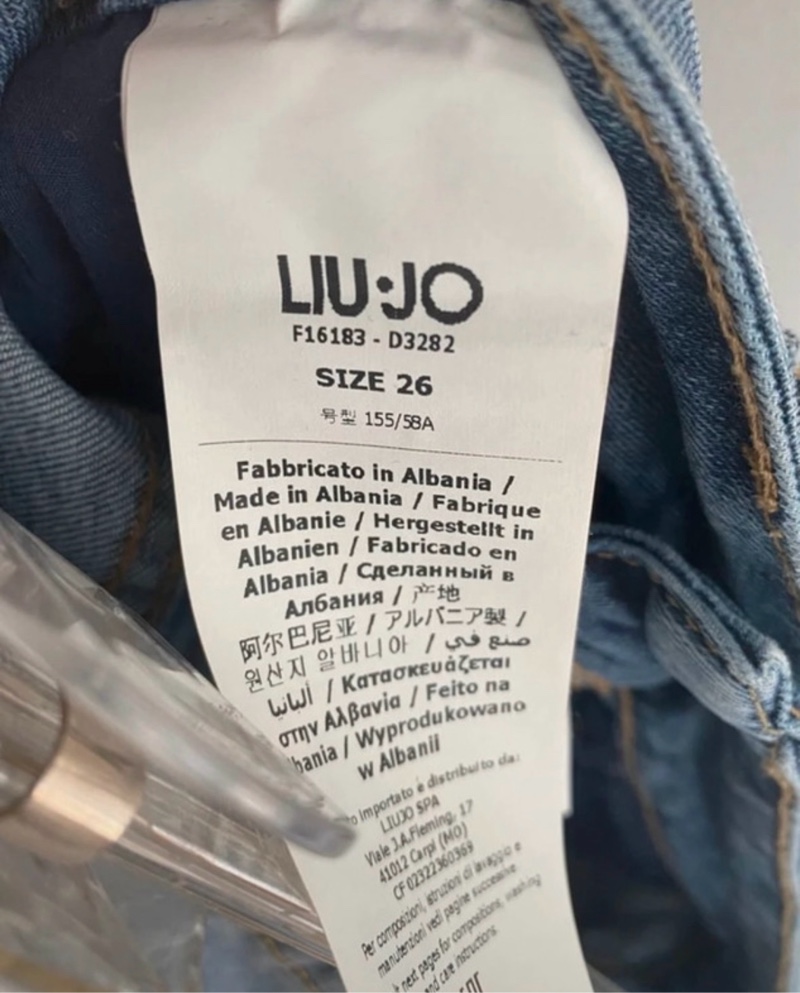 LIU·JO
F16183 - D3282
SIZE 26
号型 155/58A
Fabbricato in Albania /
Made in Albania / Fabrique
en Albanie / Hergestellt in
Albanien / Fabricado en
Albania / Сделанный в
Албания / 产地
阿尔巴尼亚 / アルバニア製 /
원산지 알바니아 / صنع في
ألبانيا / Κατασκευάζεται
στην Αλβανία / Feito na
bania / Wyprodukowano
w Albanii
importato e distribuito da:
LIUJO SPA
Viale J.A.Fleming, 17
41012 Carpi (MO)
CF 02322360369
Per composizioni, istruzioni di lavaggio e
manutenzioni vedi pagine successive.
next pages for compositions, washing
and care instructions.